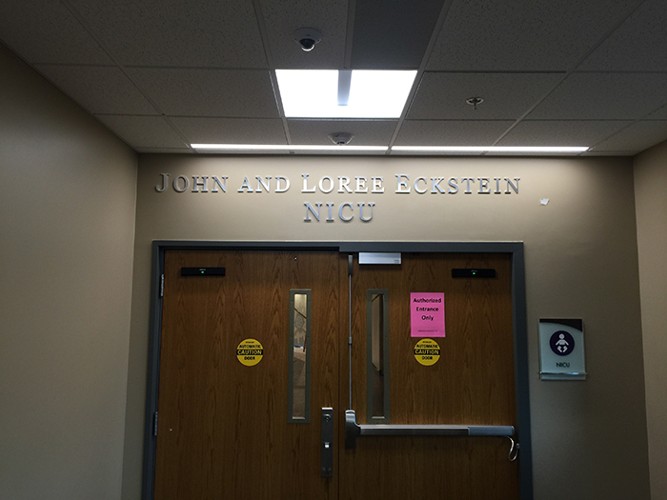 JOHN AND LOREE ECKSTEIN
NICU
Authorized
Entrance
Only
AUTOMATIC
CAUTION
DOOR
AUTOMATIC
CAUTION
DOOR
NICU